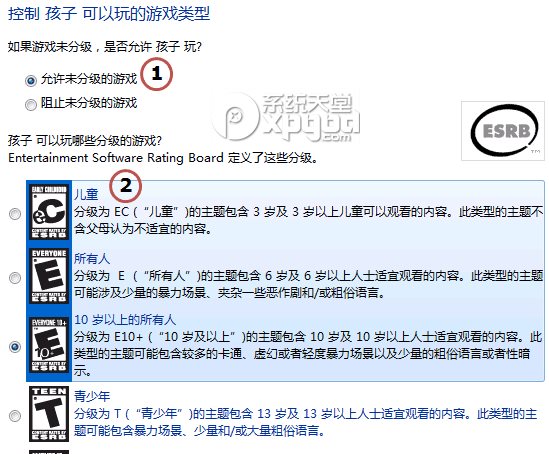 控制 孩子 可以玩的游戏类型
如果游戏未分级，是否允许 孩子 玩?
允许未分级的游戏
1
阻止未分级的游戏
系统天堂
Pxpgba.com
孩子 可以玩哪些分级的游戏?
Entertainment Software Rating Board 定义了这些分级。
ESRB
TM
2
EARLY CHILDHOOD
eC
CONTENT RATED BY
ESRB
儿童
分级为 EC (“儿童”)的主题包含 3 岁及 3 岁以上儿童可以观看的内容。此类型的主题不
含父母认为不适宜的内容。
EVERYONE
E
CONTENT RATED BY
ESRB
所有人
分级为  E （“所有人”)的主题包含 6 岁及 6 岁以上人士适宜观看的内容。此类型的主题
可能涉及少量的暴力场景、夹杂一些恶作剧和/或粗俗语言。
EVERYONE 10+
E
10+
CONTENT RATED BY
ESRB
10 岁以上的所有人
分级为 E10+ (“10 岁及以上”)的主题包含 10 岁及 10 岁以上人士适宜观看的内容。此
类型的主题可能包含较多的卡通、虚幻或者轻度暴力场景以及少量的粗俗语言或者性暗
示。
TEEN
T
CONTENT RATED BY
ESRB
青少年
分级为 T (“青少年”)的主题包含 13 岁及 13 岁以上人士适宜观看的内容。此类型的主
题可能包含暴力场景、少量和/或大量粗俗语言。